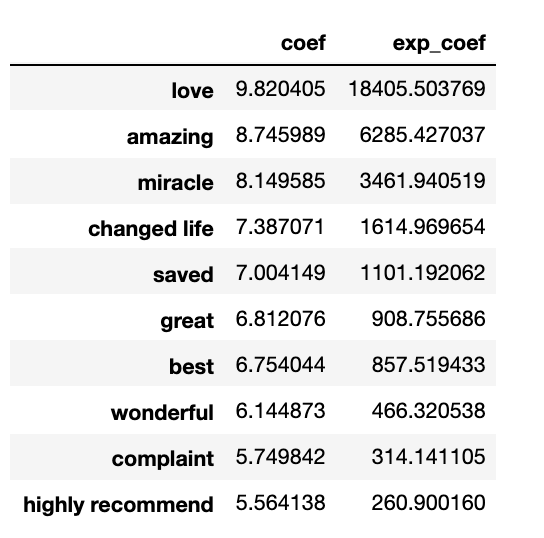 coef exp_coef
love 9.820405 18405.503769
amazing 8.745989 6285.427037
miracle 8.149585 3461.940519
changed life 7.387071 1614.969654
saved 7.004149 1101.192062
great 6.812076 908.755686
best 6.754044 857.519433
wonderful 6.144873 466.320538
complaint 5.749842 314.141105
highly recommend 5.564138 260.900160